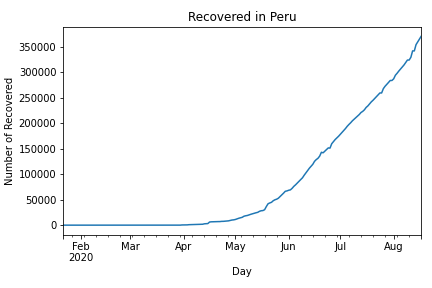 Recovered in Peru
Number of Recovered
350000
300000
250000
200000
150000
100000
50000
0
Feb Mar Apr May Jun Jul Aug
2020
Day